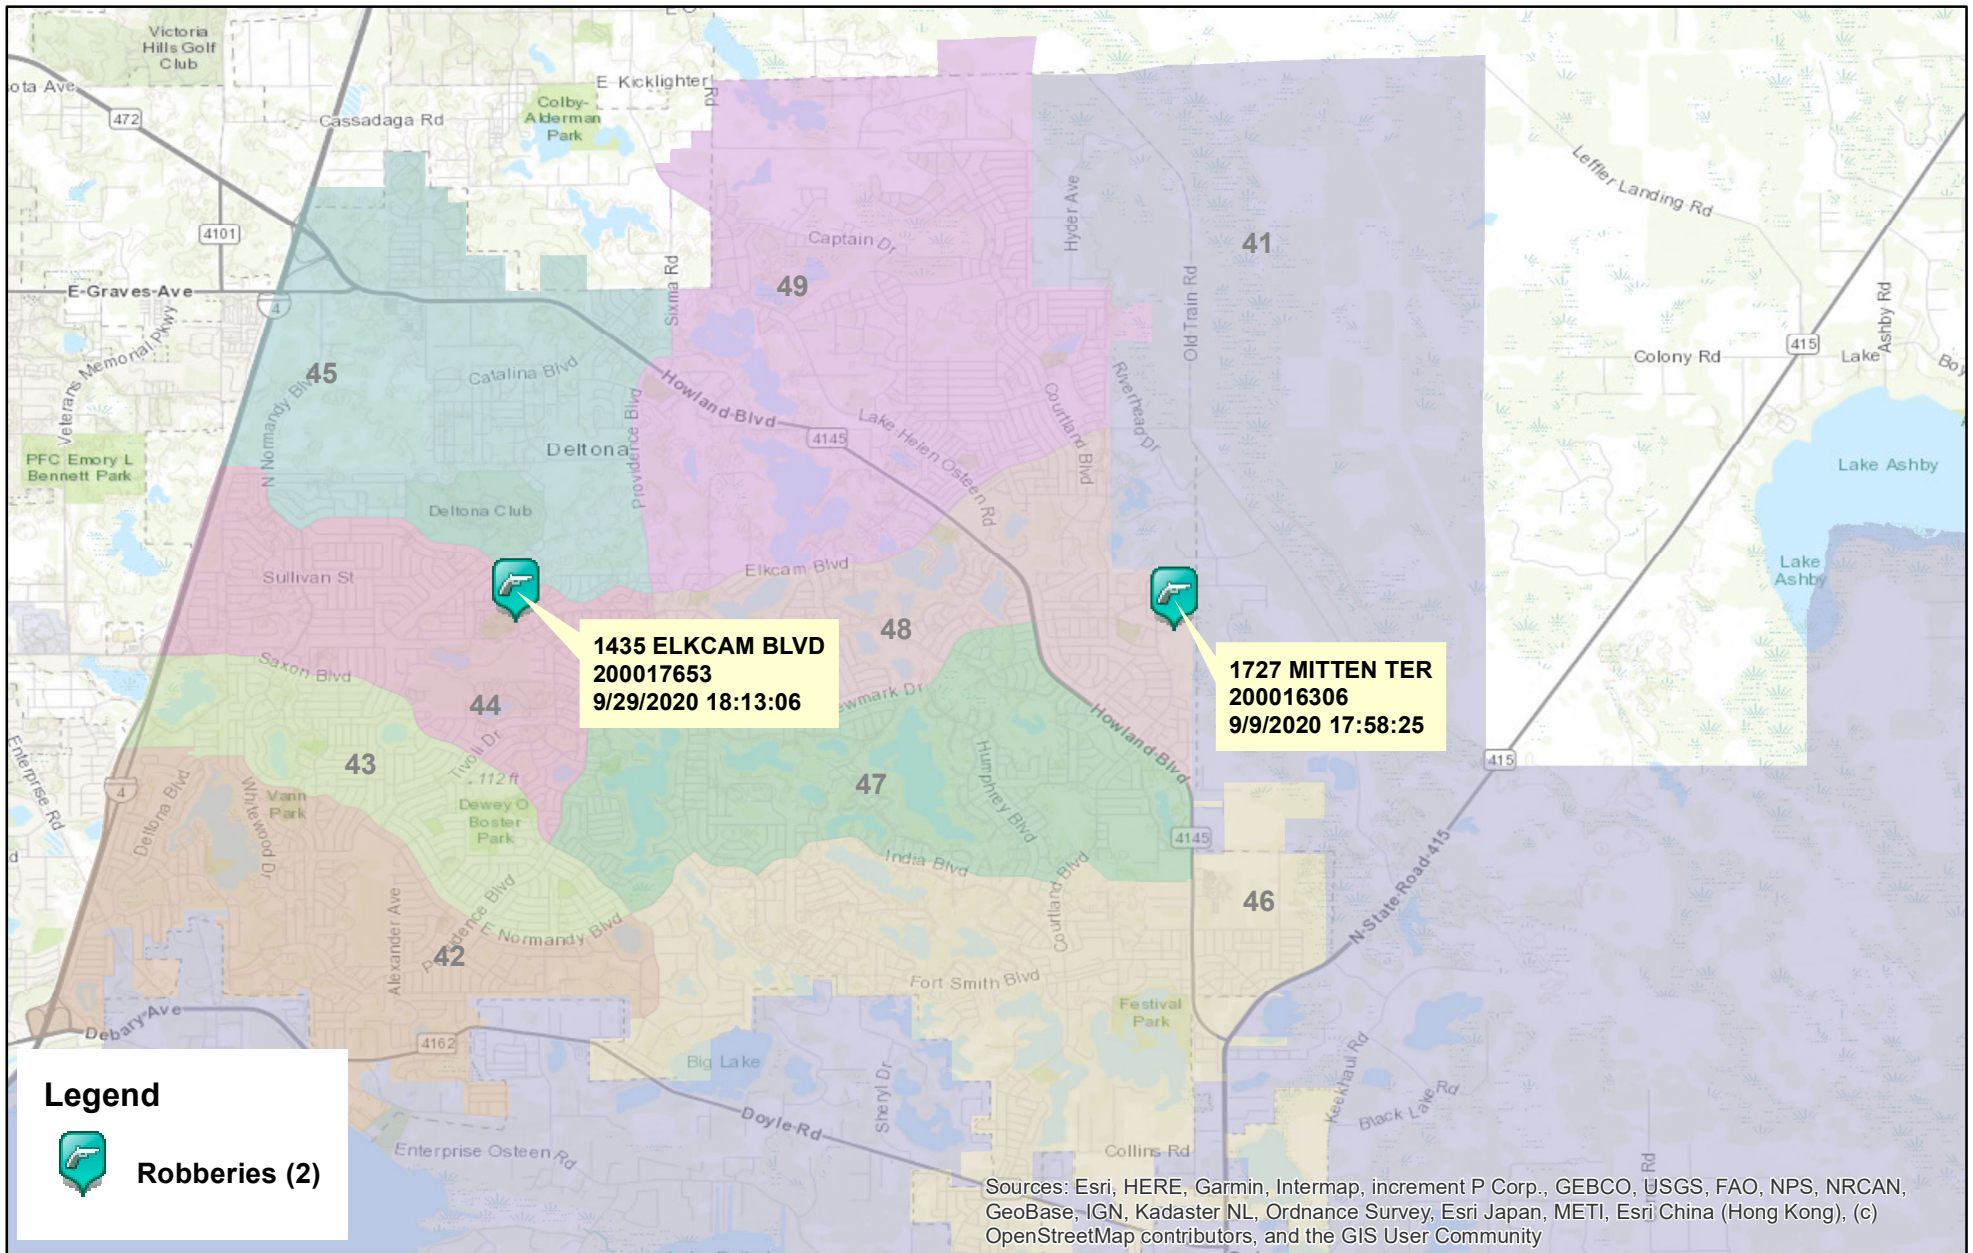 Victoria
Hills Golf
Club
E Kicklighter
Rd
ota Ave
472
Cassadaga Rd
Colby-
Alderman
Park
Leffler Landing Rd
4101
Hyder Ave
41
Captain Dr
49
Sixma Rd
Old Train Rd
E Graves Ave
4
Veterans Memorial Pkwy
45
N Normandy Blvd
Catalina Blvd
Howland Blvd
Providence Blvd
4145
Lake Helen Osteen Rd
Courtland Blvd
Riverhead Dr
Colony Rd
415
Lake
Ashby Rd
Boy
Deltona
PFC Emory L
Bennett Park
Deltona Club
Lake Ashby
Lake
Ashby
Sullivan St
Elkcam Blvd
48
1435 ELKCAM BLVD
200017653
9/29/2020 18:13:06
1727 MITTEN TER
200016306
9/9/2020 17:58:25
Saxon Blvd
44
Tivoli Dr
112 ft
ewmark Dr
Howland Blvd
Humphrey Blvd
47
43
Enterprise Rd
d
4
Deltona Blvd
Whitewood Dr
Vann
Park
Dewey O
Boster
Park
415
4145
India Blvd
Courtland Blvd
46
N State Road 415
Alexander Ave
Providence Blvd
E Normandy Blvd
42
Fort Smith Blvd
Festival
Park
Debary Ave
4162
Big Lake
Sheryl Dr
Doyle Rd
Keekhaul Rd
Black Lake Rd
Enterprise Osteen Rd
Collins Rd
Rd
Legend
Robberies (2)
Sources: Esri, HERE, Garmin, Intermap, increment P Corp., GEBCO, USGS, FAO, NPS, NRCAN,
GeoBase, IGN, Kadaster NL, Ordnance Survey, Esri Japan, METI, Esri China (Hong Kong), (c)
OpenStreetMap contributors, and the GIS User Community